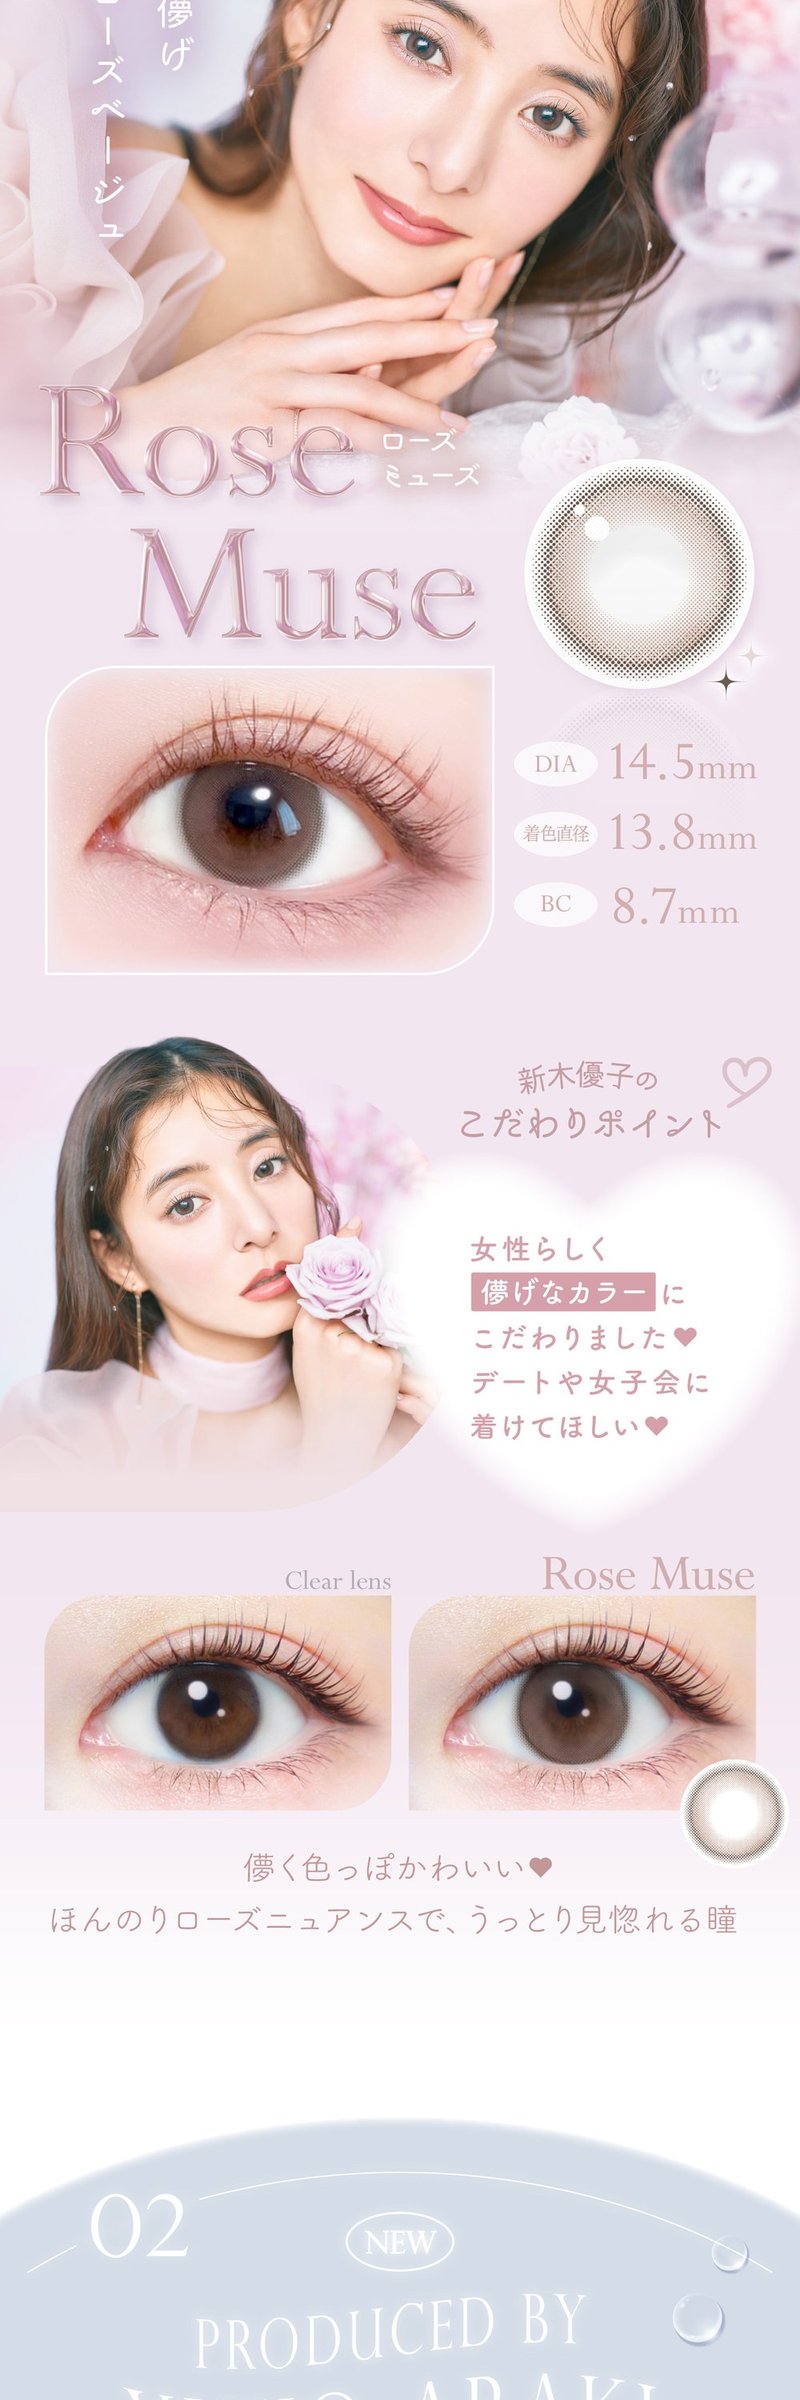 儚げ
ーズベージュ
Rose
ローズ
ミューズ
Muse
DIA 14.5mm
着色直径 13.8mm
BC 8.7mm
新木優子の
こだわりポイント
女性らしく
儚げなカラーに
こだわりました♥
デートや女子会に
着けてほしい♥
Clear lens
Rose Muse
儚く色っぽかわいい♥
ほんのりローズニュアンスで、うっとり見惚れる瞳
02
NEW
PRODUCED BY